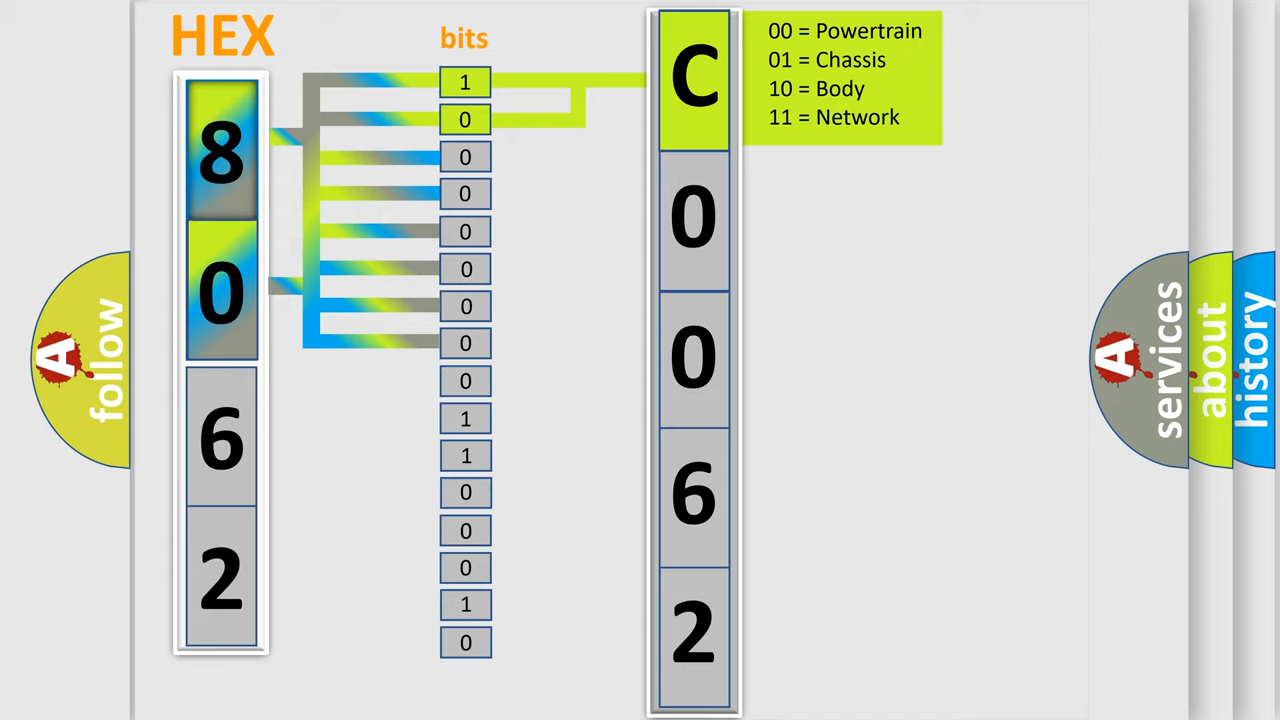 HEX
8
0
6
2
bits
1
0
0
0
0
0
0
0
0
1
1
0
0
0
1
0
C
0
0
6
2
00 = Powertrain
01 = Chassis
10 = Body
11 = Network
A
follow
A
services
about
history